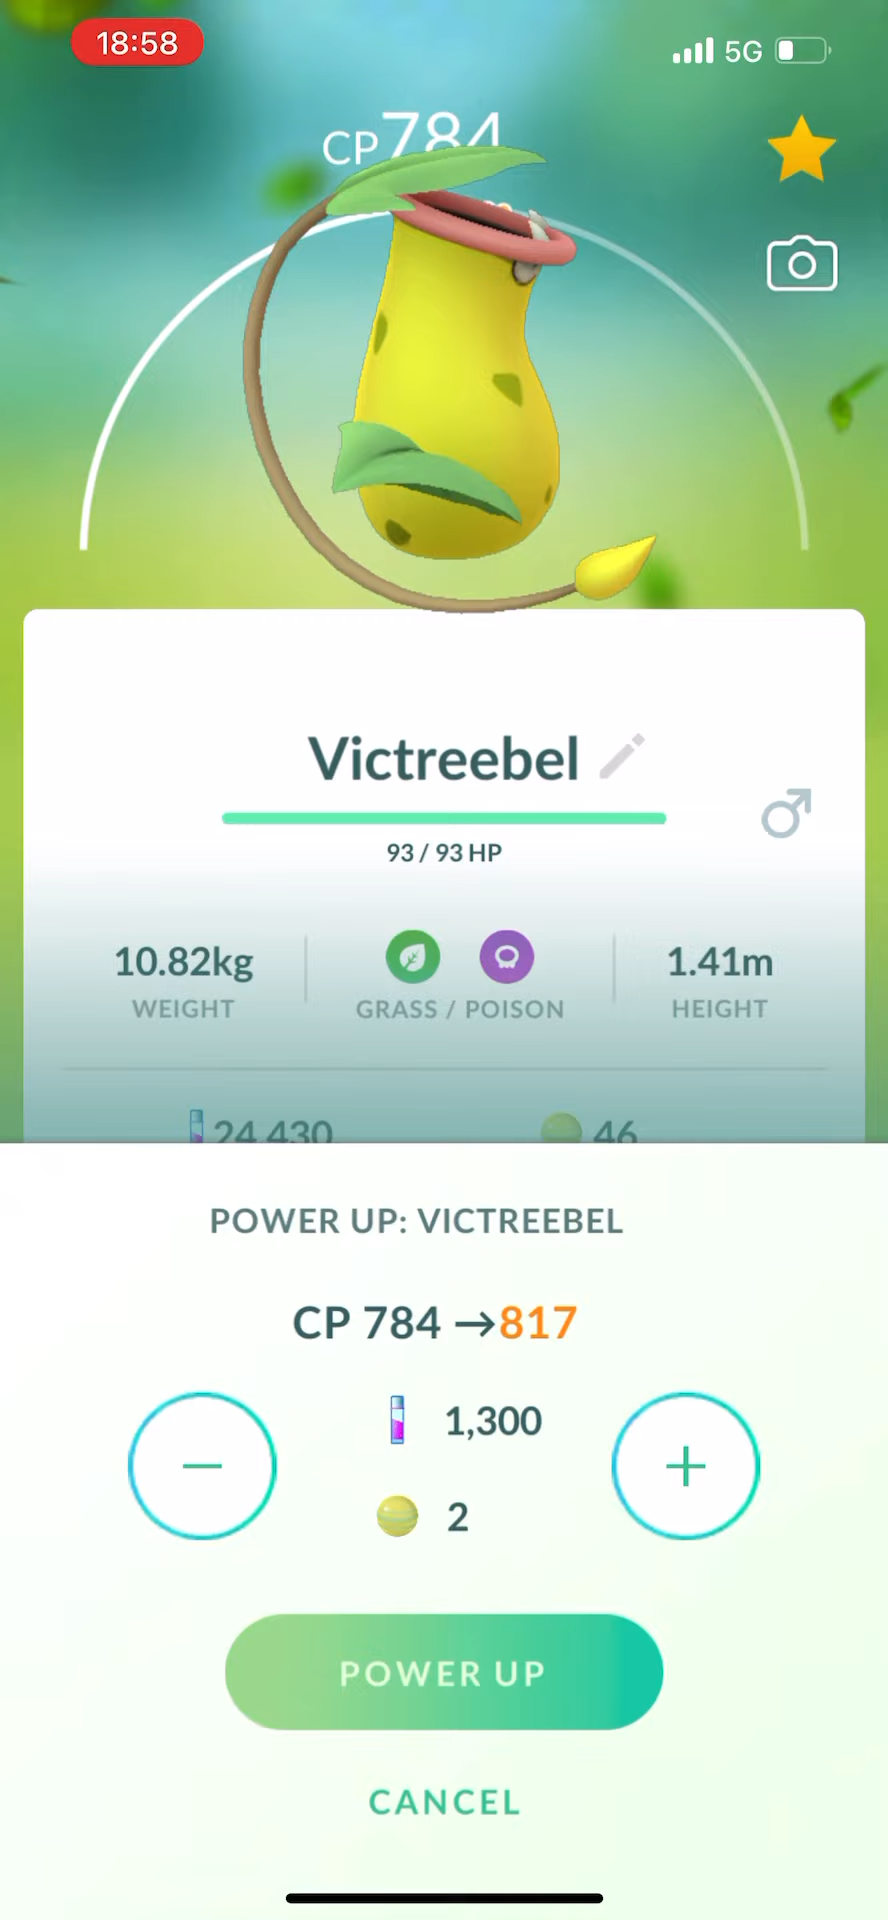 18:58
5G
CP784
Victreebel
93 / 93 HP
10.82kg
WEIGHT
GRASS / POISON
1.41m
HEIGHT
24,430
46
POWER UP: VICTREEBEL
CP 784 →817
1,300
2
POWER UP
CANCEL